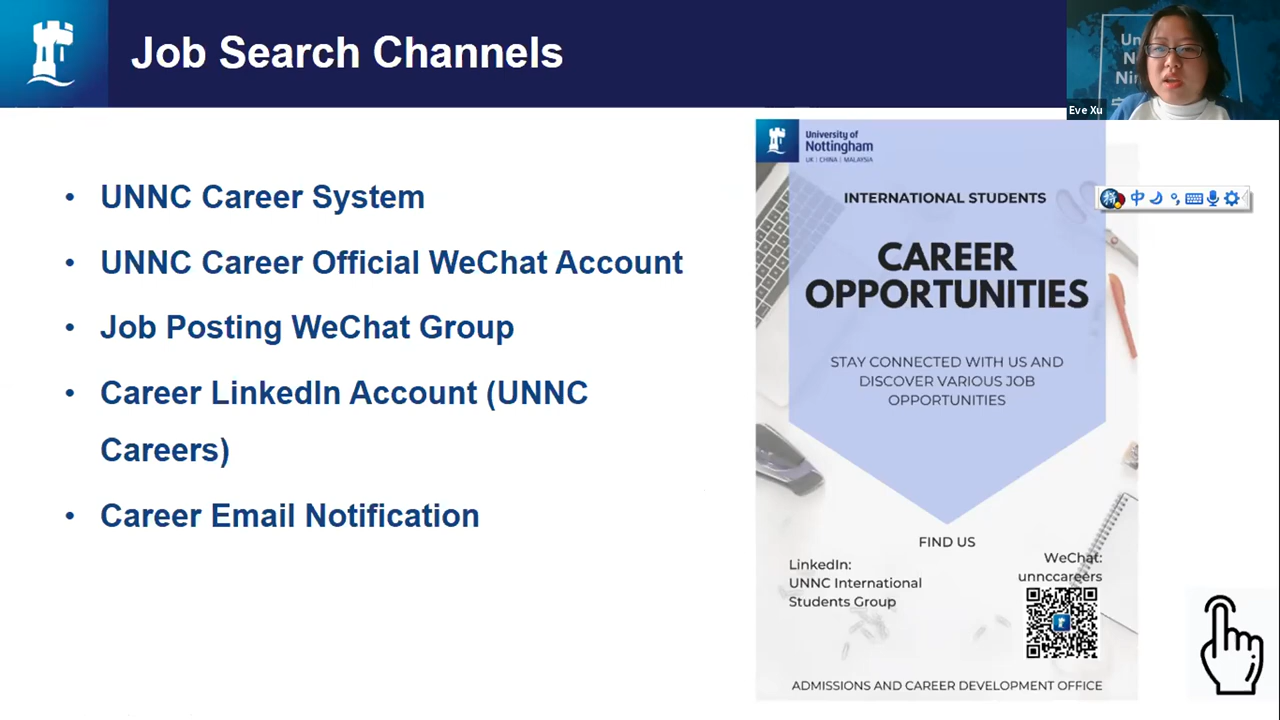 Job Search Channels
Eve Xu
• UNNC Career System
• UNNC Career Official WeChat Account
• Job Posting WeChat Group
• Career LinkedIn Account (UNNC
Careers)
• Career Email Notification
University of
Nottingham
UK | CHINA | MALAYSIA
INTERNATIONAL STUDENTS
CAREER
OPPORTUNITIES
STAY CONNECTED WITH US AND
DISCOVER VARIOUS JOB
OPPORTUNITIES
FIND US
LinkedIn:
UNNC International
Students Group
WeChat:
unnccareers
ADMISSIONS AND CAREER DEVELOPMENT OFFICE
中